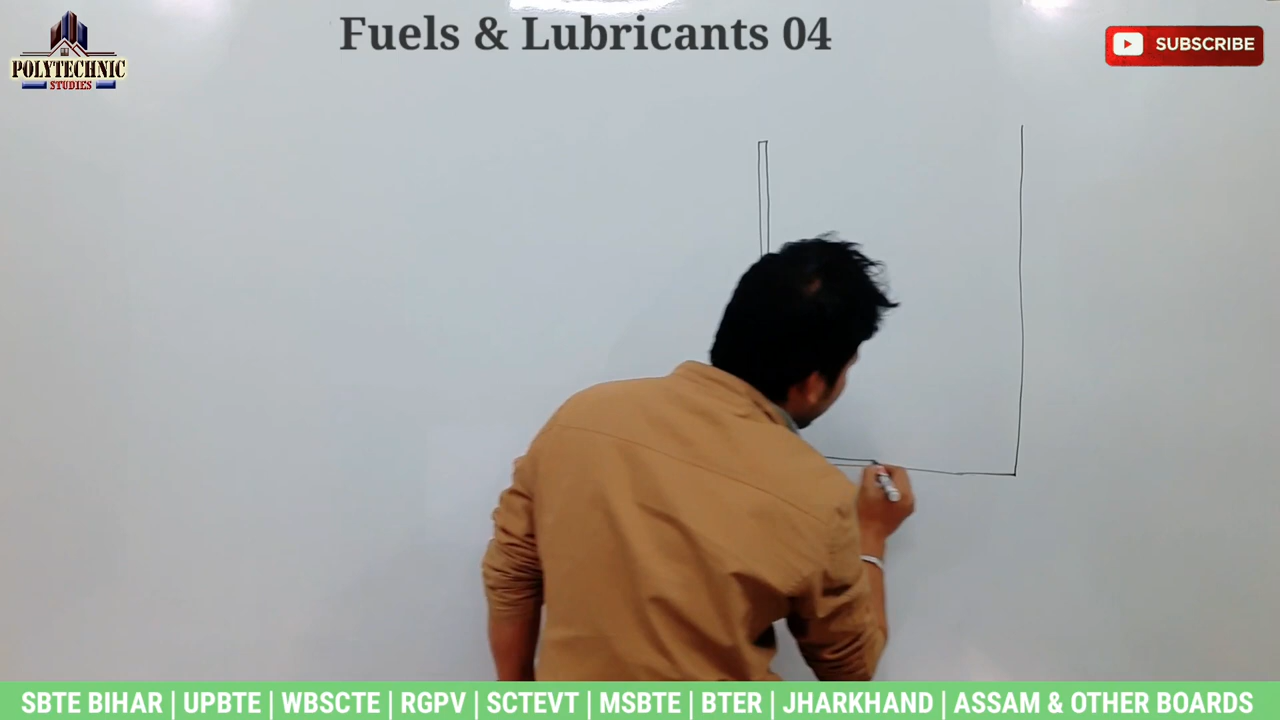 Fuels & Lubricants 04
POLYTECHNIC
STUDIES
SUBSCRIBE
SBTE BIHAR | UPBTE | WBSCTE | RGPV | SCTEVT | MSBTE | BTER | JHARKHAND | ASSAM & OTHER BOARDS